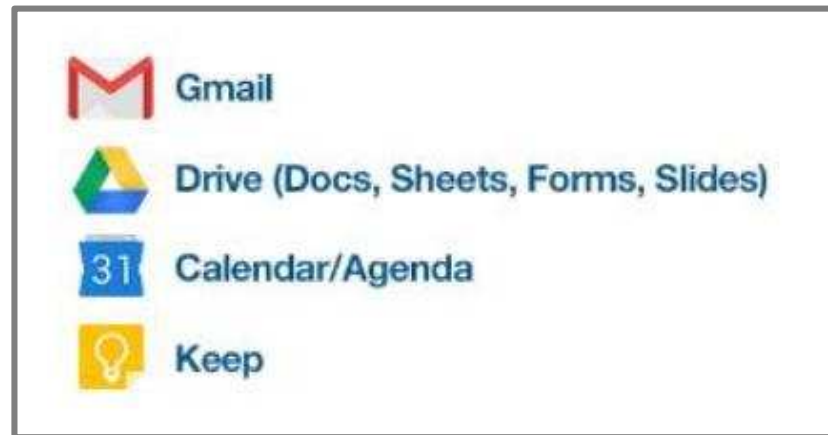 Gmail
Drive (Docs, Sheets, Forms, Slides)
31 Calendar/Agenda
Keep